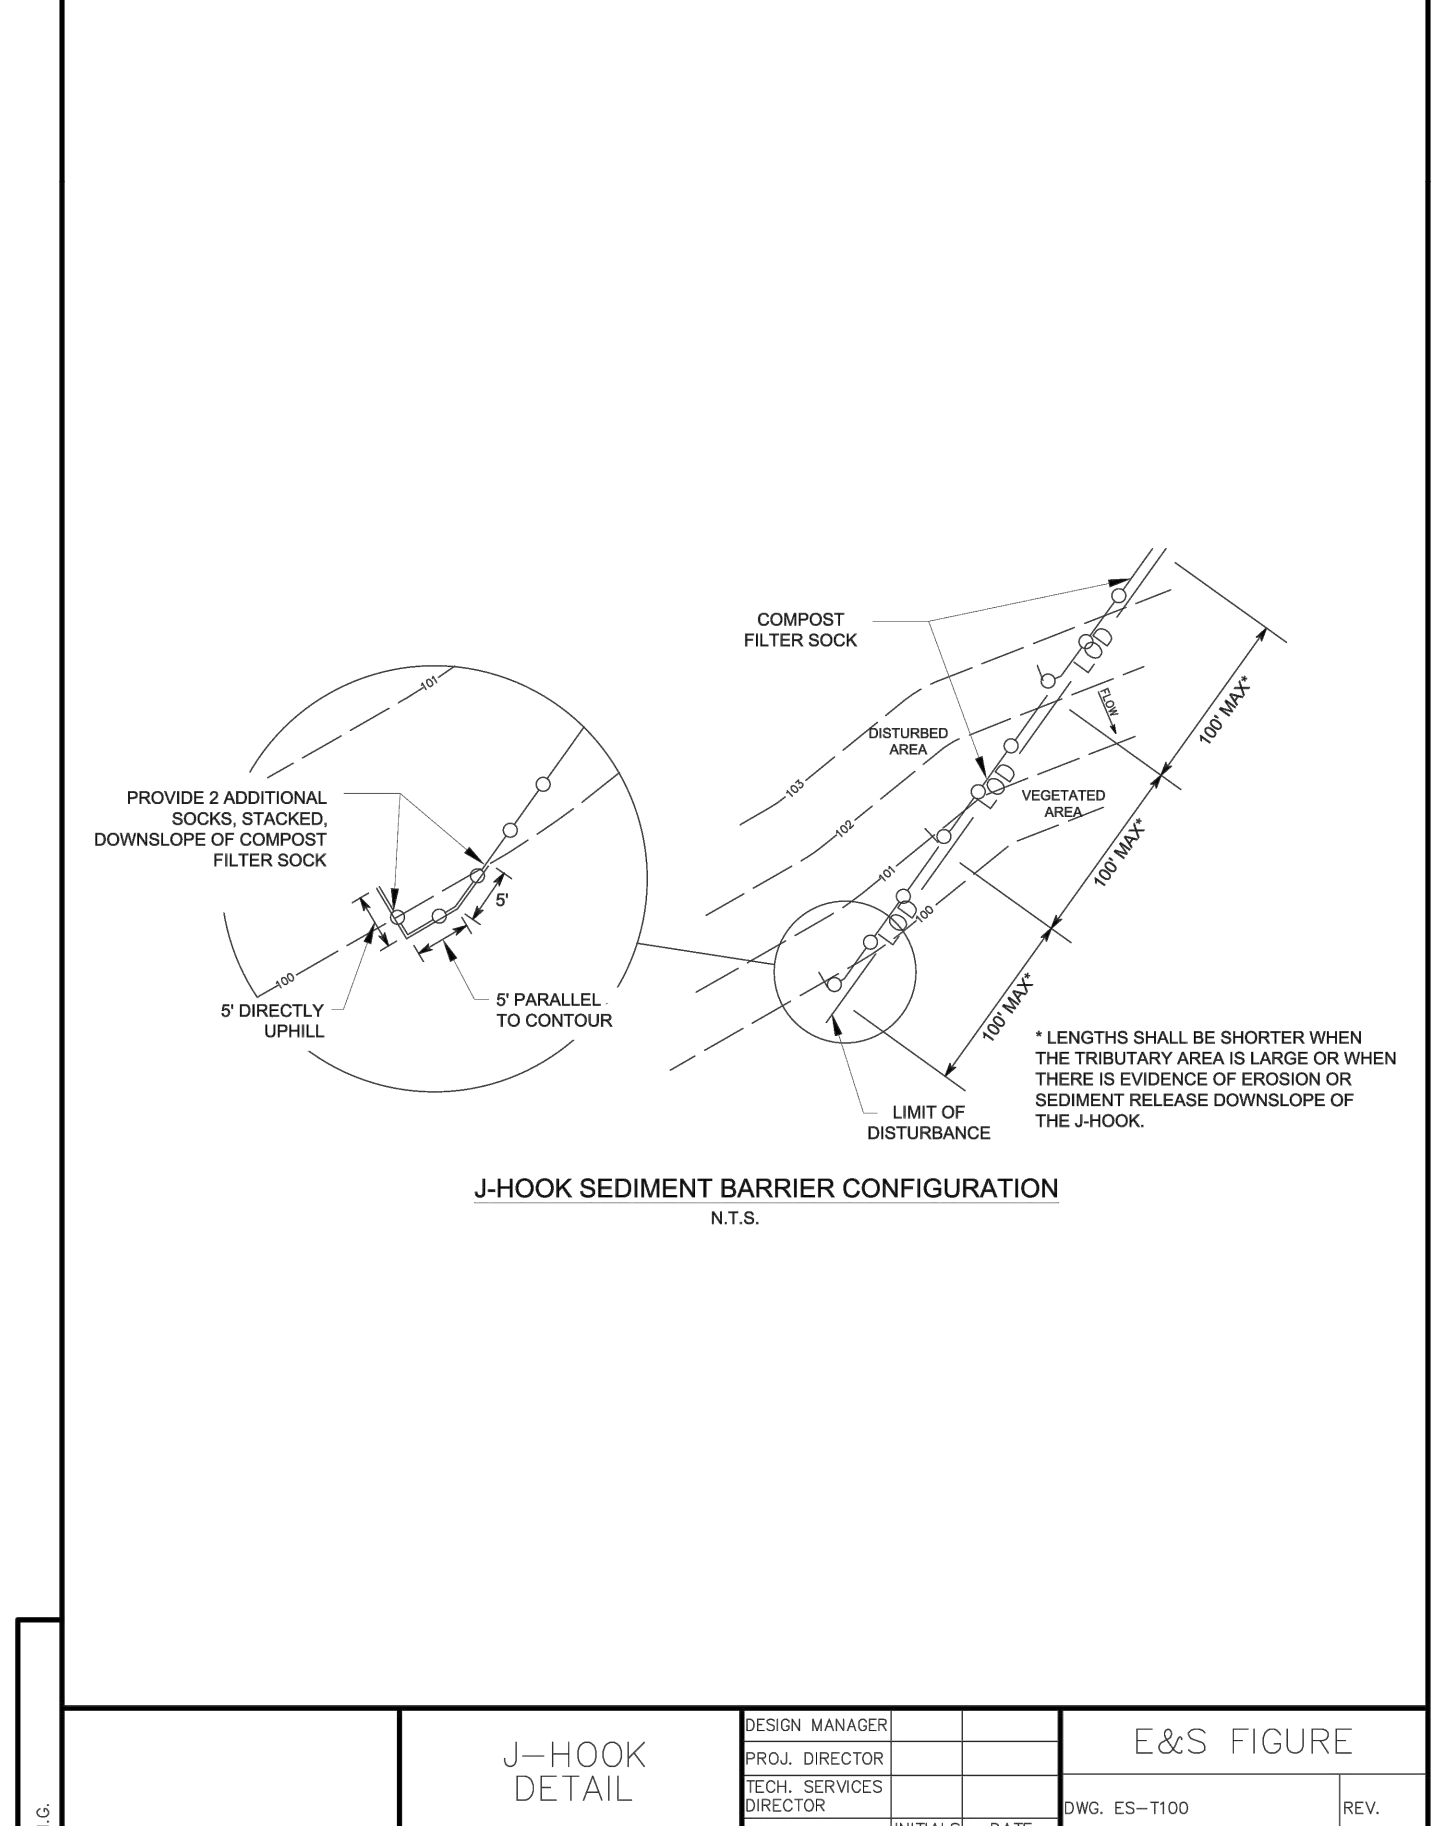 COMPOST
FILTER SOCK
LOD
FLOW
100' MAX*
101
DISTURBED
AREA
103
LOD
VEGETATED
AREA
102
100' MAX*
PROVIDE 2 ADDITIONAL
SOCKS, STACKED,
DOWNSLOPE OF COMPOST
FILTER SOCK
101
5'
LOD
100
100
5' DIRECTLY
UPHILL
5' PARALLEL
TO CONTOUR
100' MAX*
* LENGTHS SHALL BE SHORTER WHEN
THE TRIBUTARY AREA IS LARGE OR WHEN
THERE IS EVIDENCE OF EROSION OR
SEDIMENT RELEASE DOWNSLOPE OF
THE J-HOOK.
LIMIT OF
DISTURBANCE
J-HOOK SEDIMENT BARRIER CONFIGURATION
N.T.S.
J-HOOK
DETAIL
DESIGN MANAGER
PROJ. DIRECTOR
TECH. SERVICES
DIRECTOR
INITIALS DATE
E&S FIGURE
DWG. ES-T100
REV.